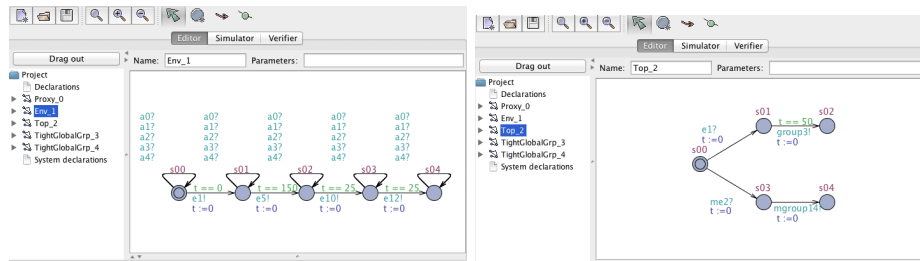 Editor Simulator Verifier
Drag out
Name: Env_1 Parameters:
Project
Declarations
Proxy_0
Env_1
Top_2
TightGlobalGrp_3
TightGlobalGrp_4
System declarations
a0? a0? a0? a0? a0?
a1? a1? a1? a1? a1?
a2? a2? a2? a2? a2?
a3? a3? a3? a3? a3?
a4? a4? a4? a4? a4?
s00 s01 s02 s03 s04
t == 0 t == 150 t == 25 t == 25
e1! e5! e10! e12!
t :=0 t :=0 t :=0 t :=0
Editor Simulator Verifier
Drag out
Name: Top_2 Parameters:
Project
Declarations
Proxy_0
Env_1
Top_2
TightGlobalGrp_3
TightGlobalGrp_4
System declarations
s01 s02
t == 50
e1? group3!
t :=0 t :=0
s00
s03 s04
me2? mgroup14!
t :=0 t :=0